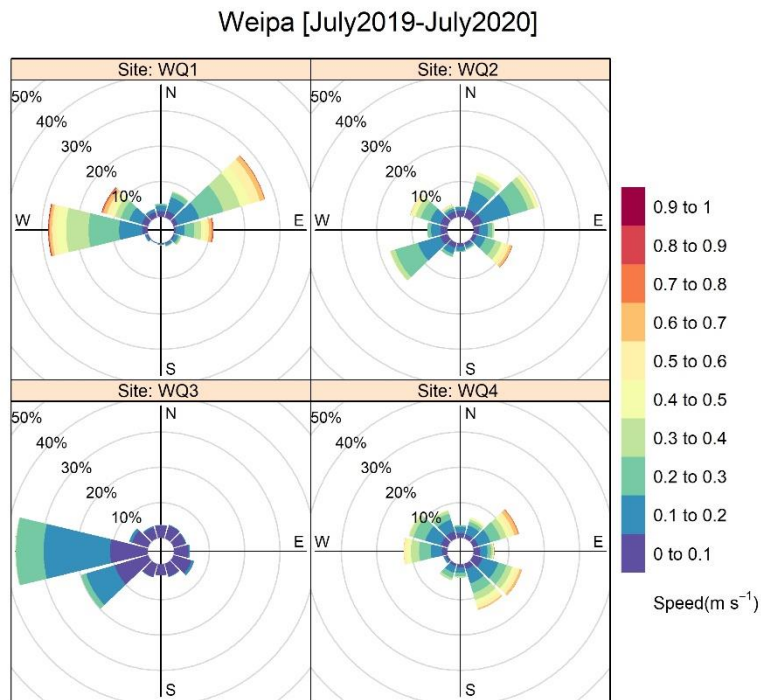 Weipa [July2019-July2020]
Site: WQ1
Site: WQ2
50%
40%
30%
20%
10%
N
W
E
S
50%
40%
30%
20%
10%
N
W
E
S
Site: WQ3
Site: WQ4
50%
40%
30%
20%
10%
N
W
E
S
50%
40%
30%
20%
10%
N
W
E
S
0.9 to 1
0.8 to 0.9
0.7 to 0.8
0.6 to 0.7
0.5 to 0.6
0.4 to 0.5
0.3 to 0.4
0.2 to 0.3
0.1 to 0.2
0 to 0.1
Speed(m s⁻¹)